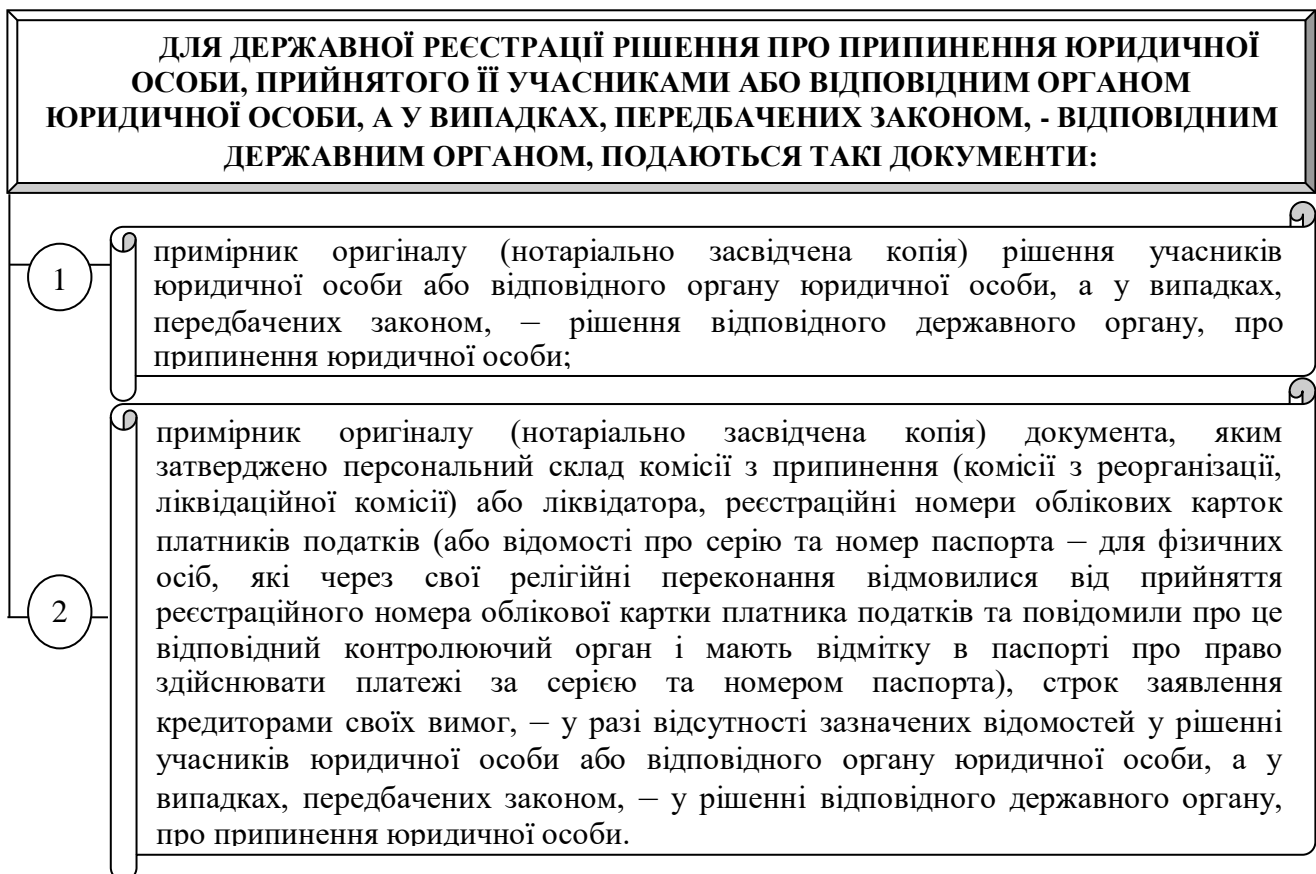 ДЛЯ ДЕРЖАВНОЇ РЕЄСТРАЦІЇ РІШЕННЯ ПРО ПРИПИНЕННЯ ЮРИДИЧНОЇ
ОСОБИ, ПРИЙНЯТОГО ЇЇ УЧАСНИКАМИ АБО ВІДПОВІДНИМ ОРГАНОМ
ЮРИДИЧНОЇ ОСОБИ, А У ВИПАДКАХ, ПЕРЕДБАЧЕНИХ ЗАКОНОМ, - ВІДПОВІДНИМ
ДЕРЖАВНИМ ОРГАНОМ, ПОДАЮТЬСЯ ТАКІ ДОКУМЕНТИ:
1
примірник оригіналу (нотаріально засвідчена копія) рішення учасників
юридичної особи або відповідного органу юридичної особи, а у випадках,
передбачених законом, – рішення відповідного державного органу, про
припинення юридичної особи;
2
примірник оригіналу (нотаріально засвідчена копія) документа, яким
затверджено персональний склад комісії з припинення (комісії з реорганізації,
ліквідаційної комісії) або ліквідатора, реєстраційні номери облікових карток
платників податків (або відомості про серію та номер паспорта – для фізичних
осіб, які через свої релігійні переконання відмовилися від прийняття
реєстраційного номера облікової картки платника податків та повідомили про це
відповідний контролюючий орган і мають відмітку в паспорті про право
здійснювати платежі за серією та номером паспорта), строк заявлення
кредиторами своїх вимог, – у разі відсутності зазначених відомостей у рішенні
учасників юридичної особи або відповідного органу юридичної особи, а у
випадках, передбачених законом, – у рішенні відповідного державного органу,
про припинення юридичної особи.